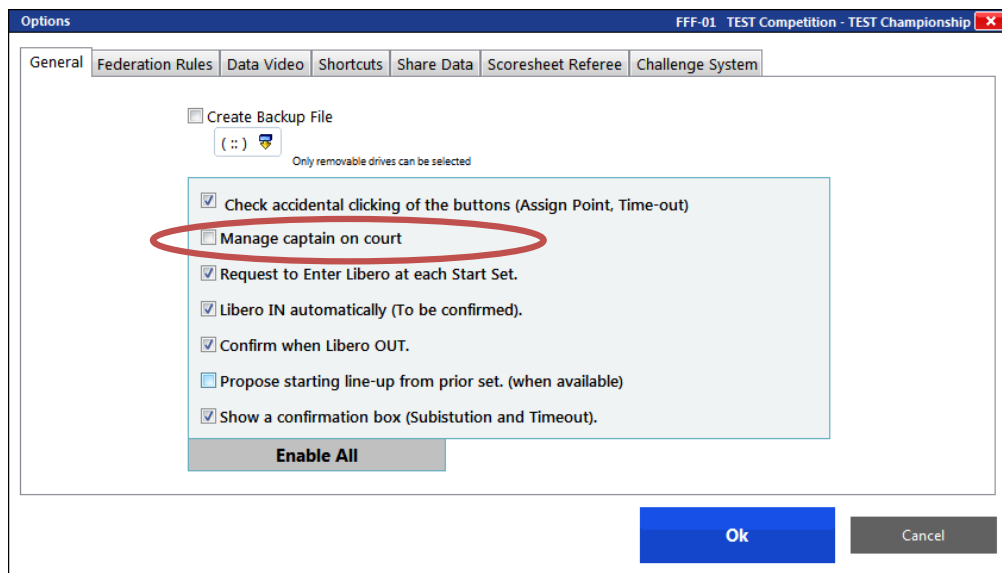 Options FFF-01 TEST Competition - TEST Championship
General Federation Rules Data Video Shortcuts Share Data Scoresheet Referee Challenge System
Create Backup File
( :: )
Only removable drives can be selected
Check accidental clicking of the buttons (Assign Point, Time-out)
Manage captain on court
Request to Enter Libero at each Start Set.
Libero IN automatically (To be confirmed).
Confirm when Libero OUT.
Propose starting line-up from prior set. (when available)
Show a confirmation box (Subistution and Timeout).
Enable All
Ok Cancel